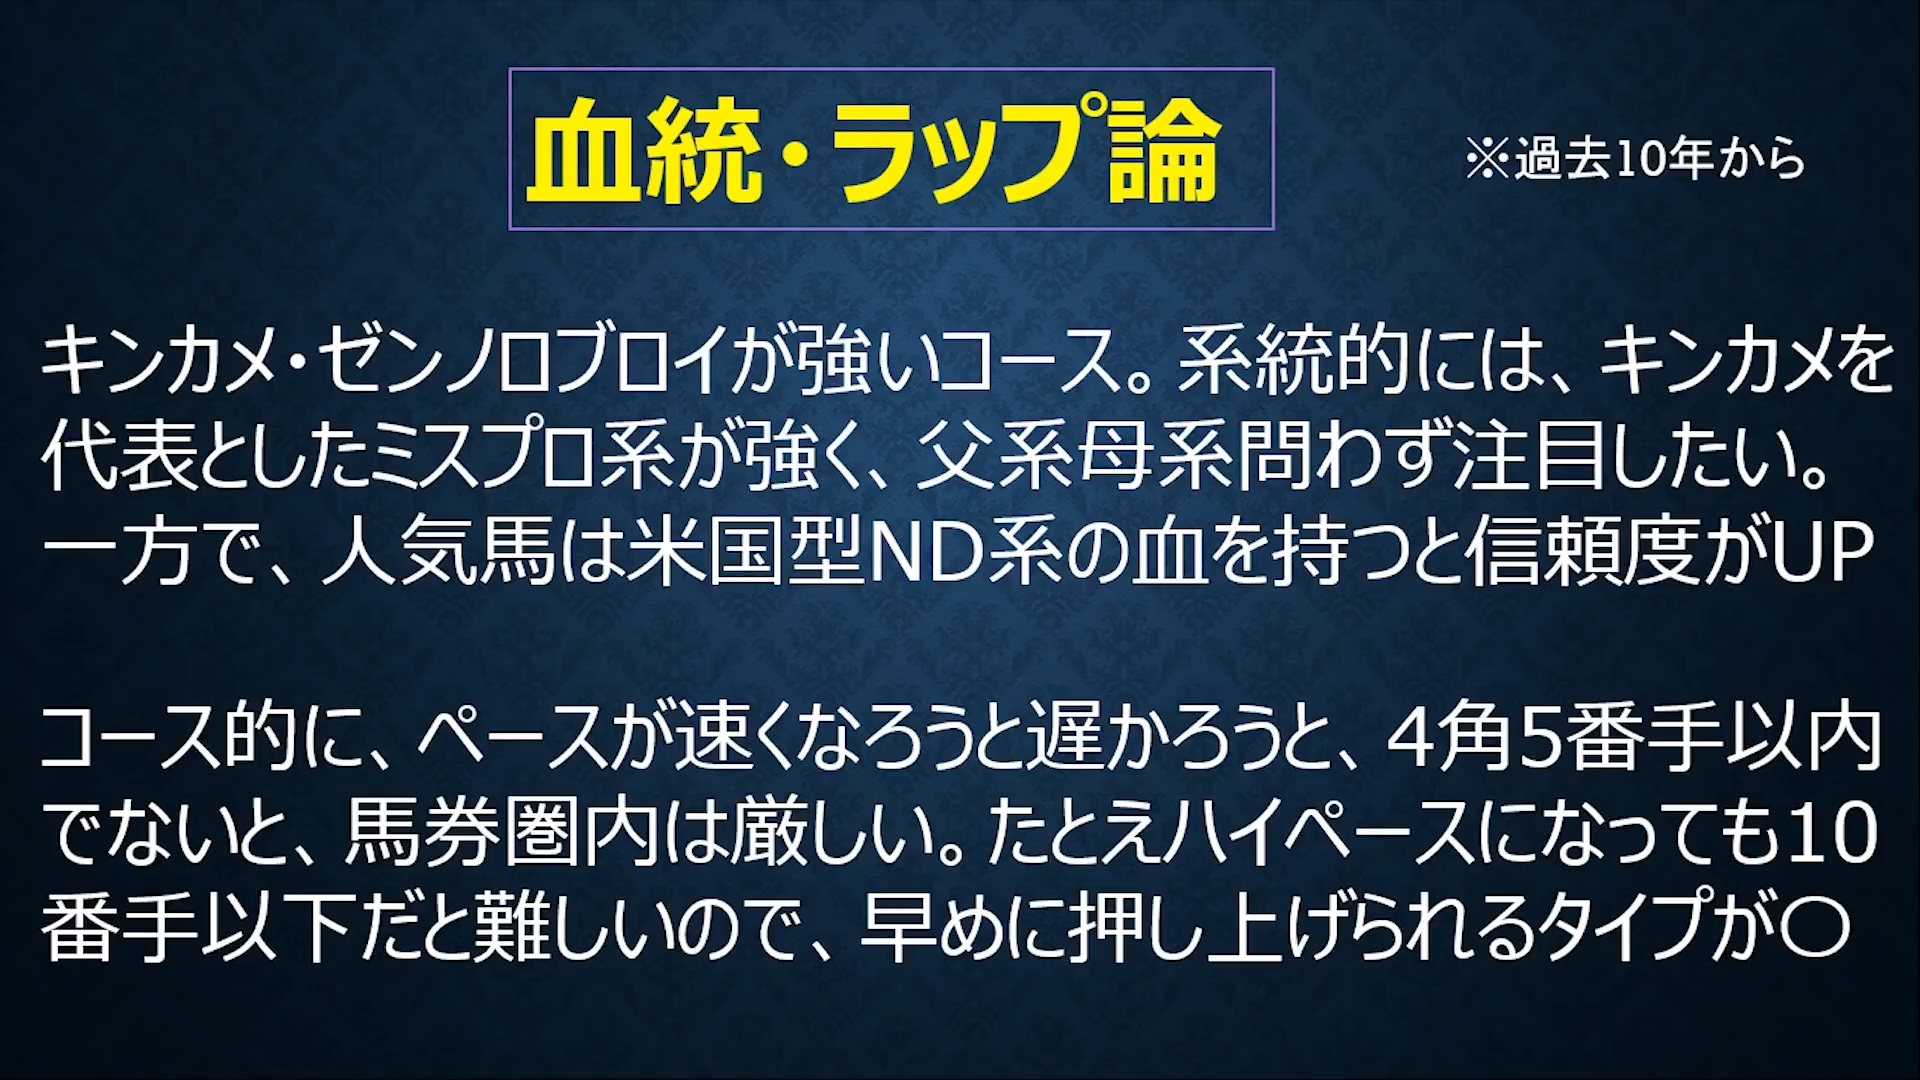 血統・ラップ論
※過去10年から
キンカメ・ゼンノロブロイが強いコース。系統的には、キンカメを
代表としたミスプロ系が強く、父系母系問わず注目したい。
一方で、人気馬は米国型ND系の血を持つと信頼度がUP
コース的に、ペースが速くなろうと遅かろうと、4角5番手以内
でないと、馬券圏内は厳しい。たとえハイペースになっても10
番手以下だと難しいので、早めに押し上げられるタイプが〇